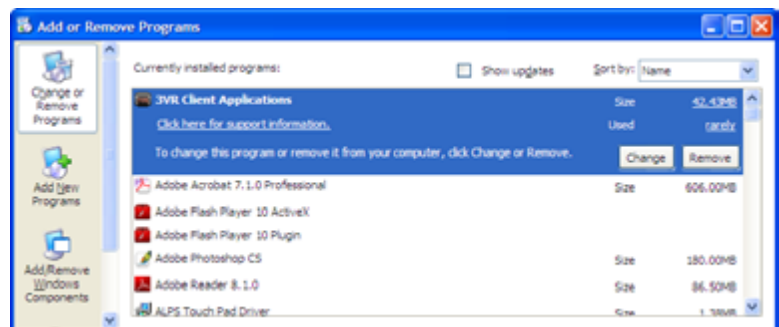 Add or Remove Programs
Change or
Remove
Programs
Add New
Programs
Add/Remove
Windows
Components
Currently installed programs:
Show updates
Sort by: Name
3VR Client Applications Size 42.43MB
Click here for support information. Used rarely
To change this program or remove it from your computer, click Change or Remove. Change Remove
Adobe Acrobat 7.1.0 Professional Size 606.00MB
Adobe Flash Player 10 ActiveX
Adobe Flash Player 10 Plugin
Adobe Photoshop CS Size 180.00MB
Adobe Reader 8.1.0 Size 86.50MB
ALPS Touch Pad Driver Size 1.38MB